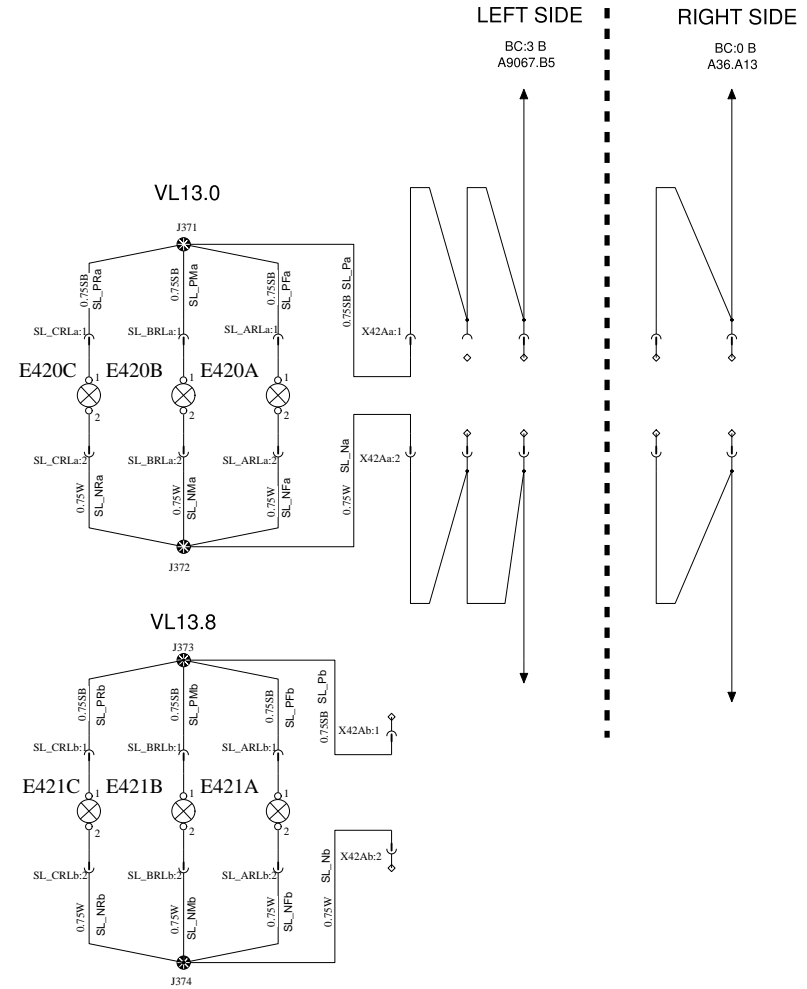 LEFT SIDE
RIGHT SIDE
BC:3 B
A9067.B5
BC:0 B
A36.A13
VL13.0
J371
0.75SB
SL_PRa
0.75SB
SL_PMa
0.75SB
SL_PFa
0.75SB
SL_Pa
SL_CRLa:1
SL_BRLa:1
SL_ARLa:1
X42Aa:1
E420C
1
2
E420B
1
2
E420A
1
2
SL_CRLa:2
SL_BRLa:2
SL_ARLa:2
X42Aa:2
0.75W
SL_NRa
0.75W
SL_NMa
0.75W
SL_NFa
0.75W
SL_Na
J372
VL13.8
J373
0.75SB
SL_PRb
0.75SB
SL_PMb
0.75SB
SL_PFb
0.75SB
SL_Pb
SL_CRLb:1
SL_BRLb:1
SL_ARLb:1
X42Ab:1
E421C
1
2
E421B
1
2
E421A
1
2
SL_CRLb:2
SL_BRLb:2
SL_ARLb:2
X42Ab:2
0.75W
SL_NRb
0.75W
SL_NMb
0.75W
SL_NFb
0.75W
SL_Nb
J374